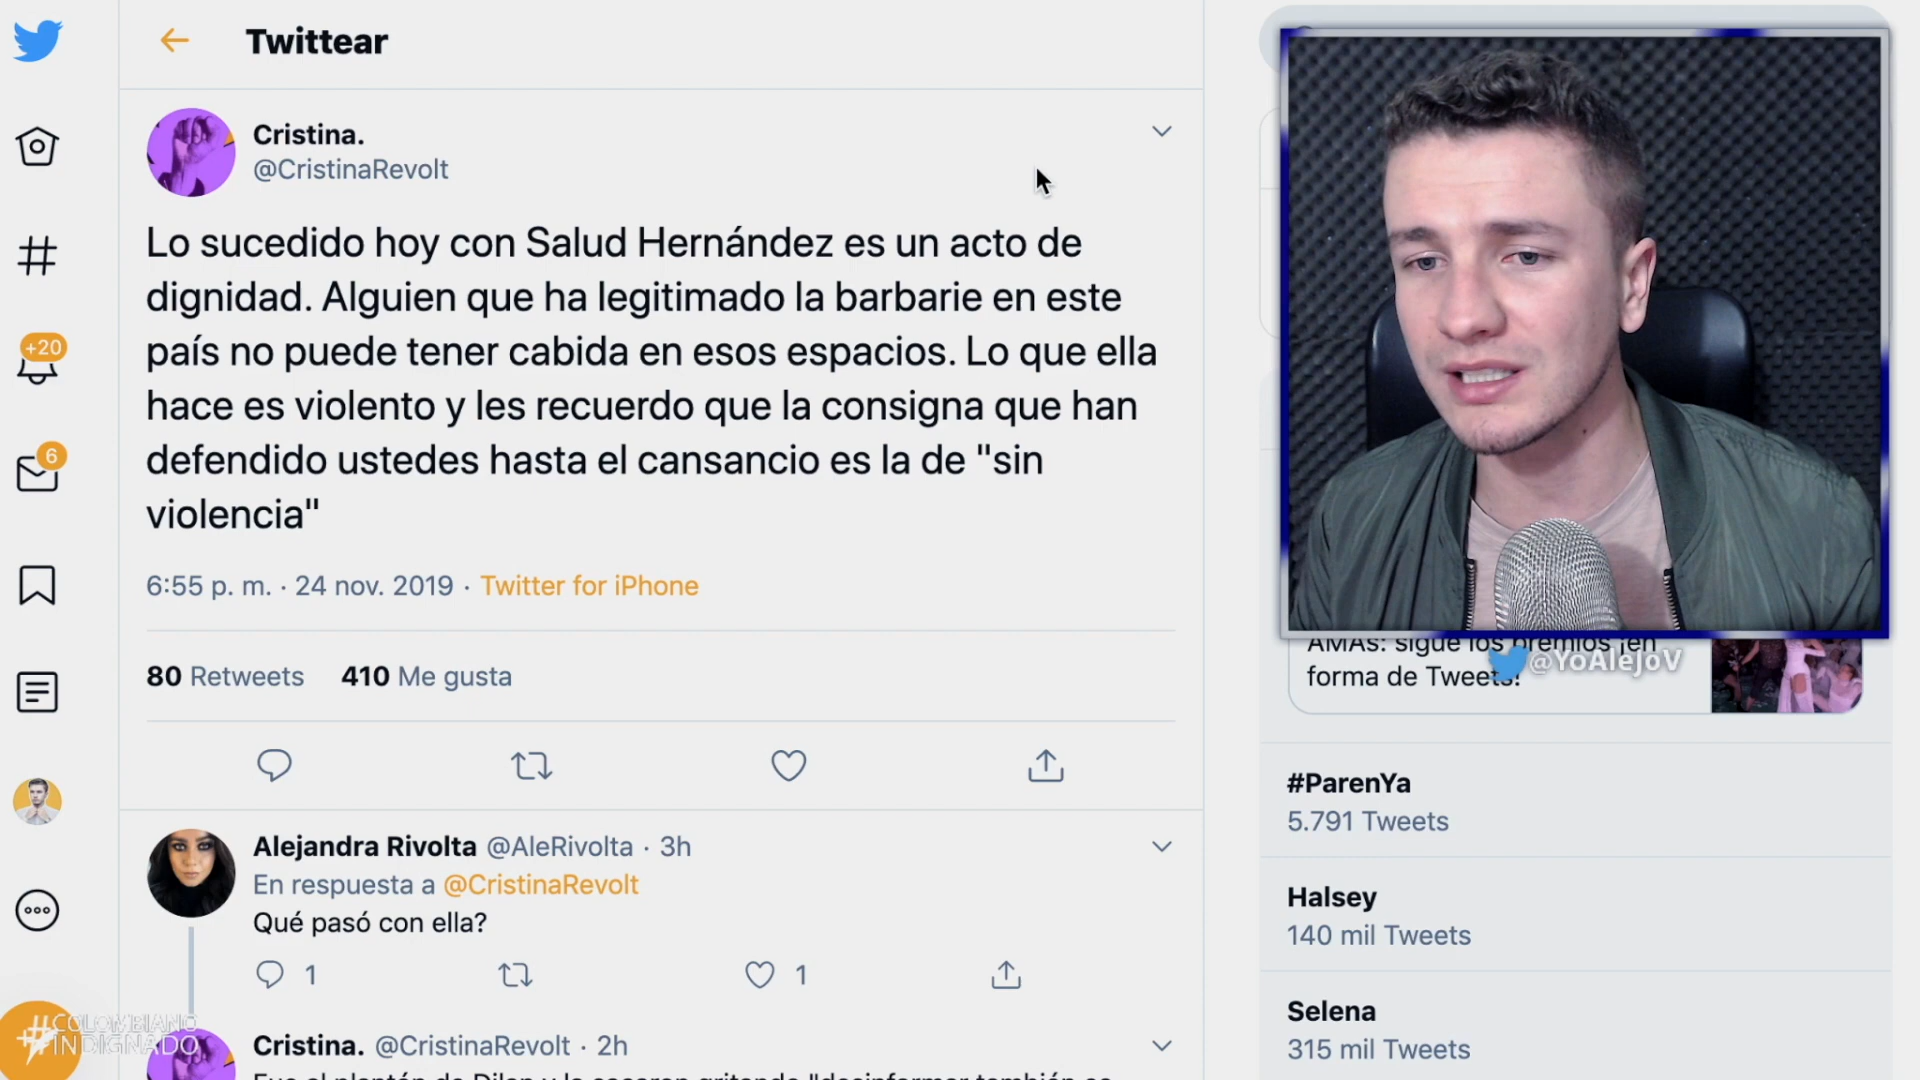 Twittear
Cristina.
@CristinaRevolt
Lo sucedido hoy con Salud Hernández es un acto de
dignidad. Alguien que ha legitimado la barbarie en este
país no puede tener cabida en esos espacios. Lo que ella
hace es violento y les recuerdo que la consigna que han
defendido ustedes hasta el cansancio es la de "sin
violencia"
6:55 p. m. · 24 nov. 2019 · Twitter for iPhone
80 Retweets 410 Me gusta
Alejandra Rivolta @AleRivolta · 3h
En respuesta a @CristinaRevolt
Qué pasó con ella?
1 1
Cristina. @CristinaRevolt · 2h
+20
6
#COLOMBIANO
INDIGNADO
AMAs: sigue los premios ¡en
forma de Tweets!
@YoAlejoV
#ParenYa
5.791 Tweets
Halsey
140 mil Tweets
Selena
315 mil Tweets